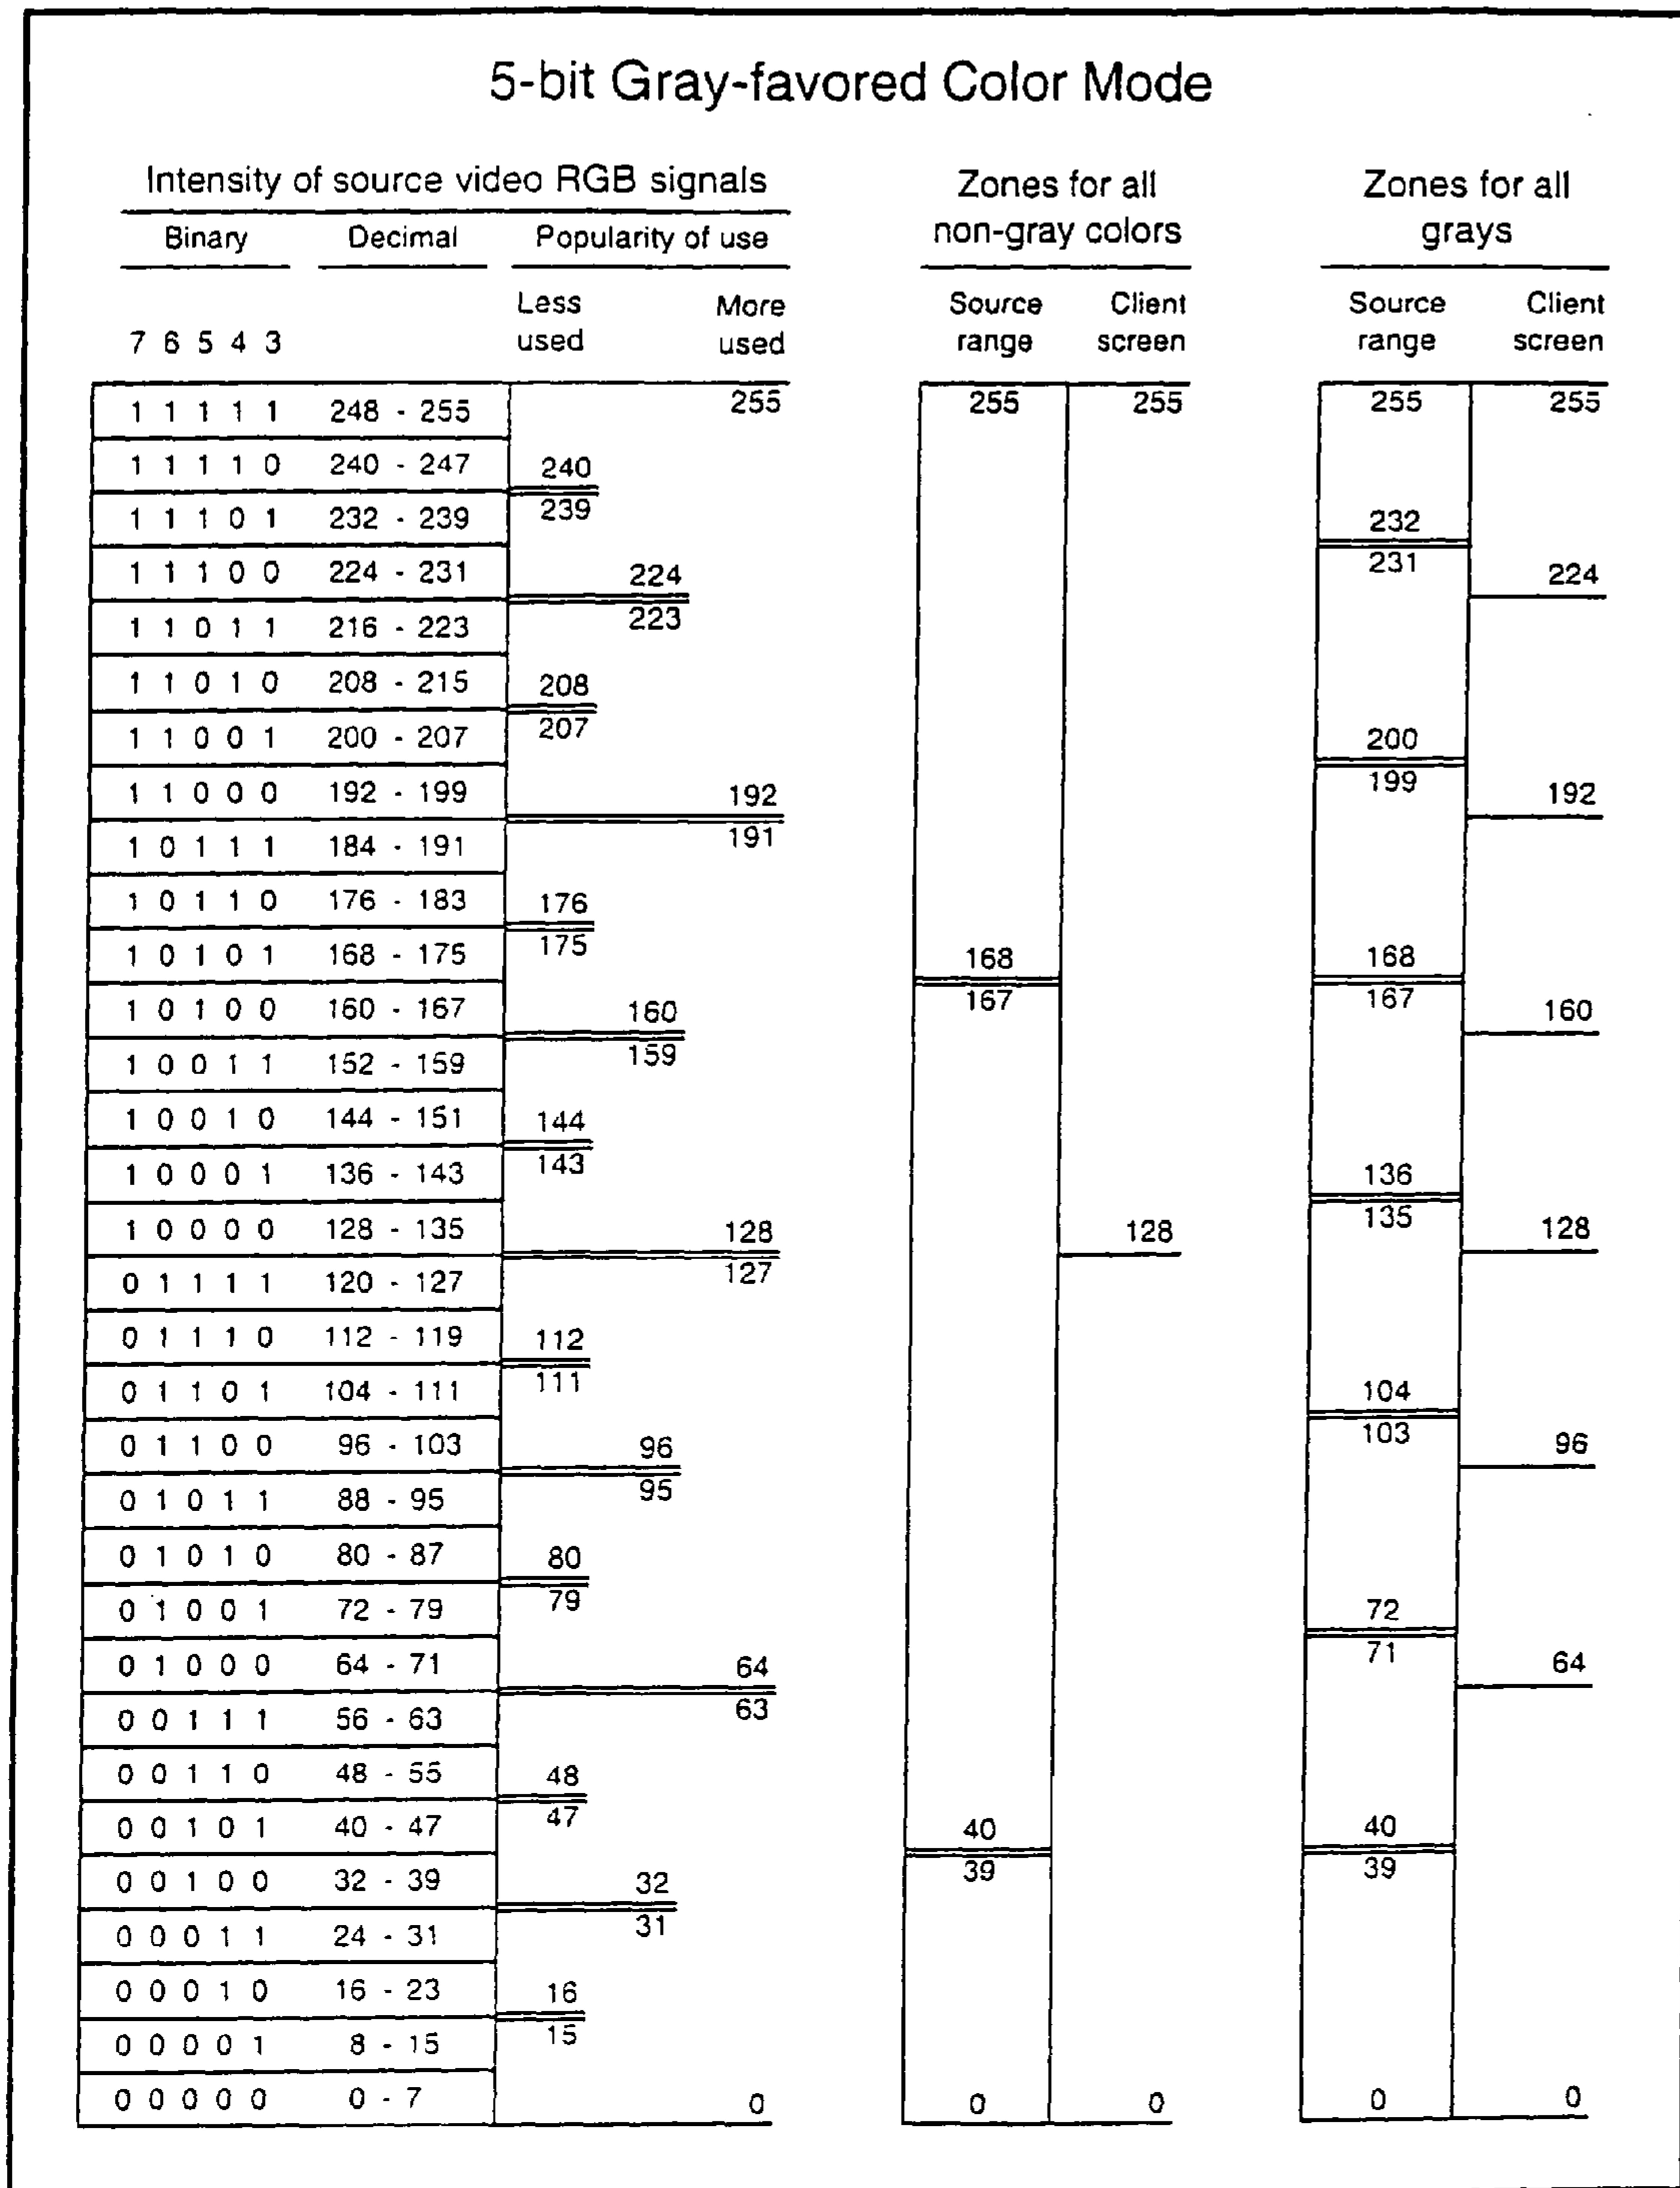 5-bit Gray-favored Color Mode
Intensity of source video RGB signals
Zones for all non-gray colors
Zones for all grays
Binary Decimal Popularity of use
7 6 5 4 3 Less used More used Source range Client screen Source range Client screen
1 1 1 1 1 248 - 255 255 255 255 255 255
1 1 1 1 0 240 - 247 240
1 1 1 0 1 232 - 239 239 232
1 1 1 0 0 224 - 231 224 231 224
1 1 0 1 1 216 - 223 223
1 1 0 1 0 208 - 215 208
1 1 0 0 1 200 - 207 207 200
1 1 0 0 0 192 - 199 192 199 192
1 0 1 1 1 184 - 191 191
1 0 1 1 0 176 - 183 176
1 0 1 0 1 168 - 175 175 168 168
1 0 1 0 0 160 - 167 160 167 167 160
1 0 0 1 1 152 - 159 159
1 0 0 1 0 144 - 151 144
1 0 0 0 1 136 - 143 143 136
1 0 0 0 0 128 - 135 128 128 135 128
0 1 1 1 1 120 - 127 127
0 1 1 1 0 112 - 119 112
0 1 1 0 1 104 - 111 111 104
0 1 1 0 0 96 - 103 96 103 96
0 1 0 1 1 88 - 95 95
0 1 0 1 0 80 - 87 80
0 1 0 0 1 72 - 79 79 72
0 1 0 0 0 64 - 71 64 71 64
0 0 1 1 1 56 - 63 63
0 0 1 1 0 48 - 55 48
0 0 1 0 1 40 - 47 47 40 40
0 0 1 0 0 32 - 39 32 39 39
0 0 0 1 1 24 - 31 31
0 0 0 1 0 16 - 23 16
0 0 0 0 1 8 - 15 15
0 0 0 0 0 0 - 7 0 0 0 0 0